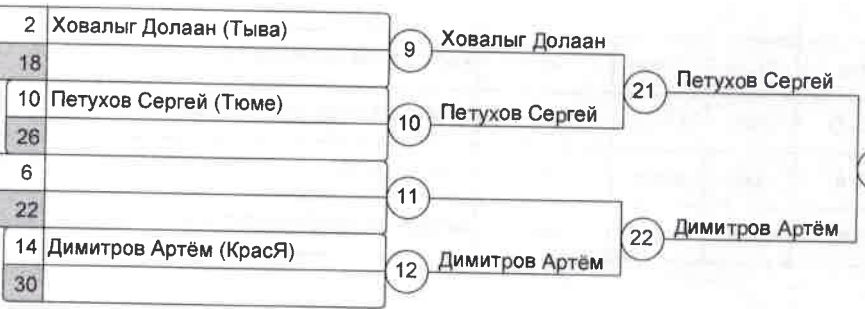 2 Ховалыг Долаан (Тыва)
18
9 Ховалыг Долаан
10 Петухов Сергей (Тюме)
26
10 Петухов Сергей
21 Петухов Сергей
6
22
11
14 Димитров Артём (КрасЯ)
30
12 Димитров Артём
22 Димитров Артём